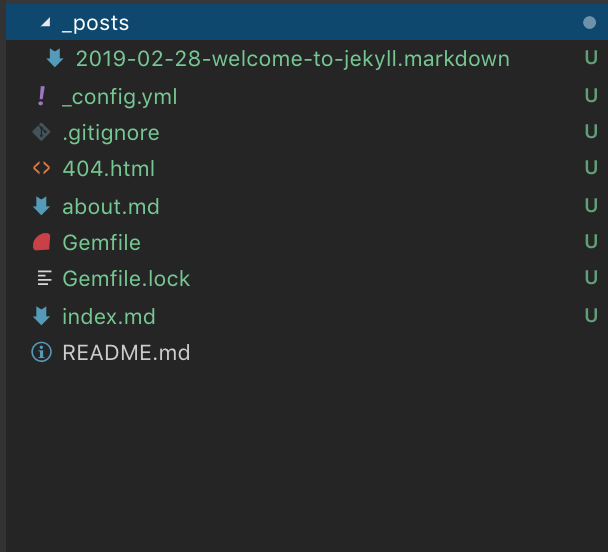 _posts
2019-02-28-welcome-to-jekyll.markdown U
_config.yml U
.gitignore U
404.html U
about.md U
Gemfile U
Gemfile.lock U
index.md U
README.md